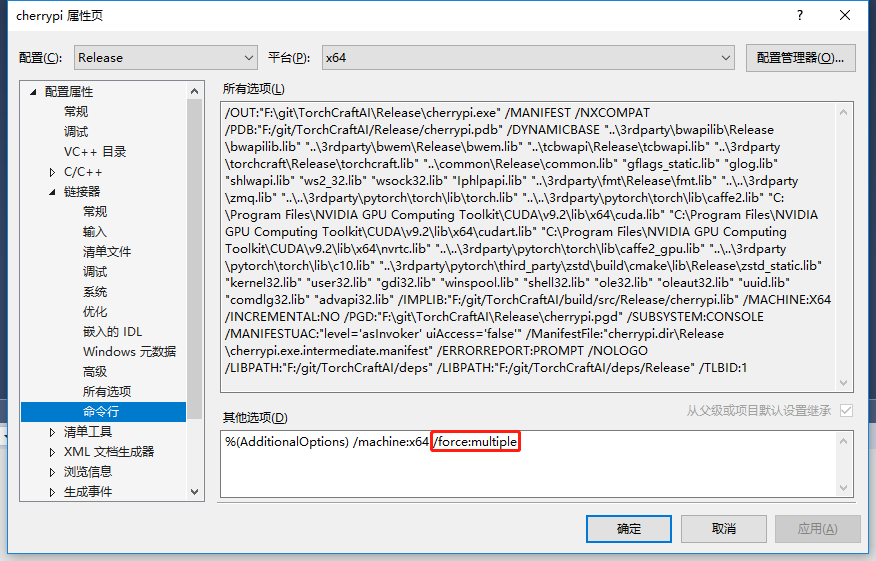 cherrypi 属性页
配置(C): Release 平台(P): x64 配置管理器(O)...
配置属性
常规
调试
VC++ 目录
C/C++
链接器
常规
输入
清单文件
调试
系统
优化
嵌入的 IDL
Windows 元数据
高级
所有选项
命令行
清单工具
XML 文档生成器
浏览信息
生成事件
所有选项(L)
/OUT:"F:\git\TorchCraftAI\Release\cherrypi.exe" /MANIFEST /NXCOMPAT
/PDB:"F:/git/TorchCraftAI/Release/cherrypi.pdb" /DYNAMICBASE "..\3rdparty\bwapilib\Release
\bwapilib.lib" "..\3rdparty\bwem\Release\bwem.lib" "..\tcbwapi\Release\tcbwapi.lib" "..\3rdparty
\torchcraft\Release\torchcraft.lib" "..\common\Release\common.lib" "gflags_static.lib" "glog.lib"
"shlwapi.lib" "ws2_32.lib" "wsock32.lib" "Iphlpapi.lib" "..\3rdparty\fmt\Release\fmt.lib" "..\..\3rdparty
\zmq.lib" "..\..\3rdparty\pytorch\torch\lib\torch.lib" "..\..\3rdparty\pytorch\torch\lib\caffe2.lib" "C:
\Program Files\NVIDIA GPU Computing Toolkit\CUDA\v9.2\lib\x64\cuda.lib" "C:\Program Files\NVIDIA
GPU Computing Toolkit\CUDA\v9.2\lib\x64\cudart.lib" "C:\Program Files\NVIDIA GPU Computing
Toolkit\CUDA\v9.2\lib\x64\nvrtc.lib" "..\..\3rdparty\pytorch\torch\lib\caffe2_gpu.lib" "..\..\3rdparty
\pytorch\torch\lib\c10.lib" "..\..\3rdparty\pytorch\third_party\zstd\build\cmake\lib\Release\zstd_static.lib"
"kernel32.lib" "user32.lib" "gdi32.lib" "winspool.lib" "shell32.lib" "ole32.lib" "oleaut32.lib" "uuid.lib"
"comdlg32.lib" "advapi32.lib" /IMPLIB:"F:/git/TorchCraftAI/build/src/Release/cherrypi.lib" /MACHINE:X64
/INCREMENTAL:NO /PGD:"F:\git\TorchCraftAI\Release\cherrypi.pgd" /SUBSYSTEM:CONSOLE
/MANIFESTUAC:"level='asInvoker' uiAccess='false'" /ManifestFile:"cherrypi.dir\Release
\cherrypi.exe.intermediate.manifest" /ERRORREPORT:PROMPT /NOLOGO
/LIBPATH:"F:/git/TorchCraftAI/deps" /LIBPATH:"F:/git/TorchCraftAI/deps/Release" /TLBID:1
从父级或项目默认设置继承
其他选项(D)
%(AdditionalOptions) /machine:x64 /force:multiple
确定 取消 应用(A)